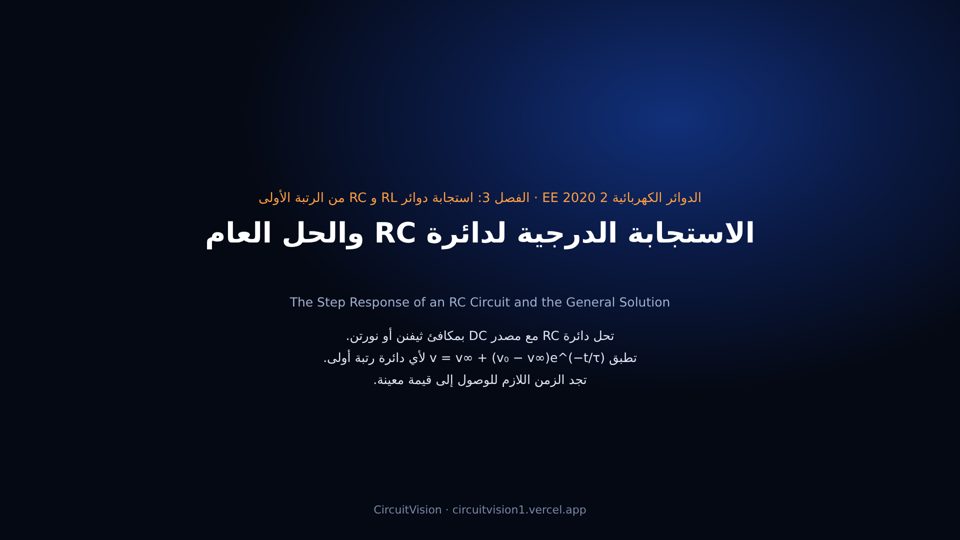 الدوائر الكهربائية 2 EE 2020 · الفصل 3: استجابة دوائر RL و RC من الرتبة الأولى
الاستجابة الدرجية لدائرة RC والحل العام
The Step Response of an RC Circuit and the General Solution
تحل دائرة RC مع مصدر DC بمكافئ ثيفنن أو نورتن.
تطبق v = v∞ + (v₀ − v∞)e^(−t/τ) لأي دائرة رتبة أولى.
تجد الزمن اللازم للوصول إلى قيمة معينة.
CircuitVision · circuitvision1.vercel.app